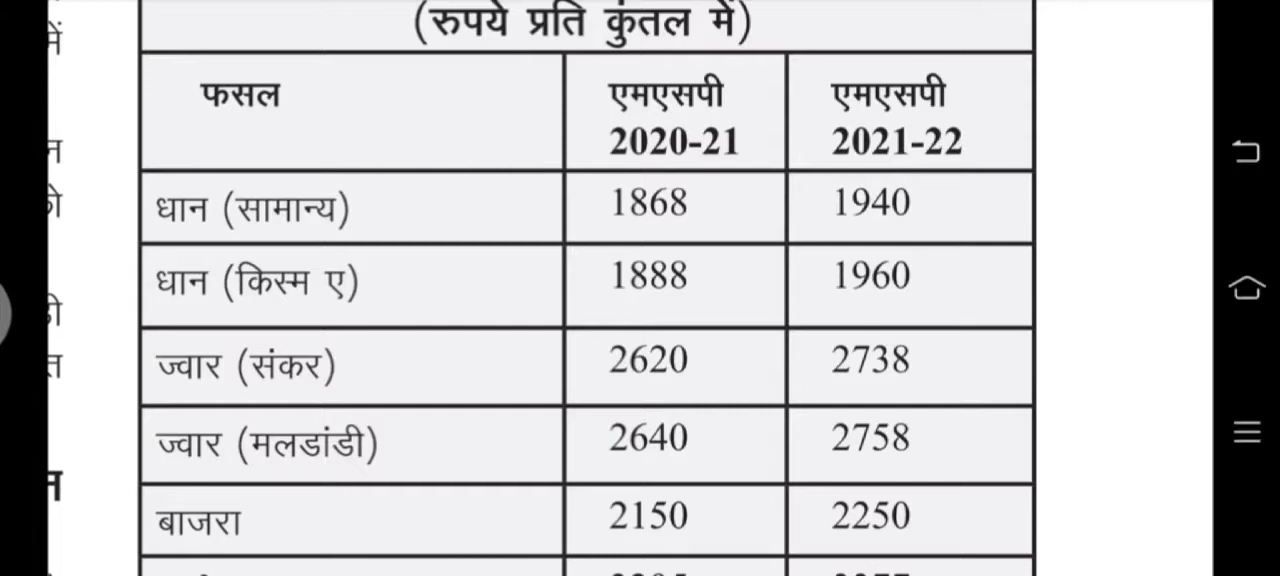 (रुपये प्रति कुंतल में)
फसल
एमएसपी 2020-21
एमएसपी 2021-22
धान (सामान्य) 1868 1940
धान (किस्म ए) 1888 1960
ज्वार (संकर) 2620 2738
ज्वार (मलडांडी) 2640 2758
बाजरा 2150 2250